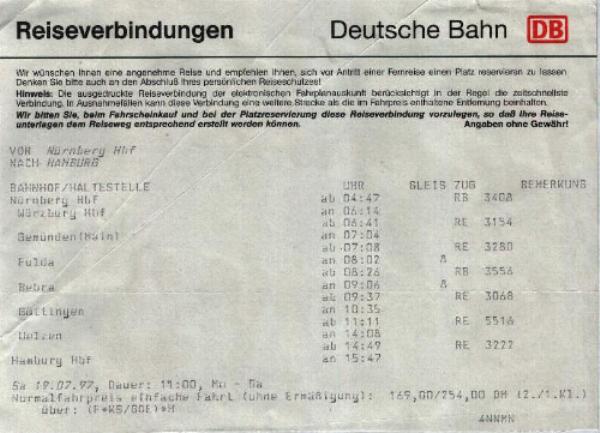 Reiseverbindungen Deutsche Bahn DB
Wir wünschen Ihnen eine angenehme Reise und empfehlen Ihnen, sich vor Antritt einer Fernreise einen Platz reservieren zu lassen.
Denken Sie bitte auch an den Abschluß Ihres persönlichen Reiseschutzes!
Hinweis: Die ausgedruckte Reiseverbindung der elektronischen Fahrplanauskunft berücksichtigt in der Regel die zeitschnellste
Verbindung. In Ausnahmefällen kann diese Verbindung eine weitere Strecke als die im Fahrpreis enthaltene Entfernung beinhalten.
Wir bitten Sie, beim Fahrscheinkauf und bei der Platzreservierung diese Reiseverbindung vorzulegen, so daß Ihre Reise-
unterlagen dem Reiseweg entsprechend erstellt werden können. Angaben ohne Gewähr!
VON Nürnberg Hbf
NACH HAMBURG
BAHNHOF/HALTESTELLE UHR GLEIS ZUG BEMERKUNG
Nürnberg Hbf ab 04:47 RB 3408
Würzburg Hbf an 06:14
ab 06:41 RE 3154
Gemünden(Main) an 07:04
ab 07:08 RE 3280
Fulda an 08:02 8
ab 08:26 RB 3556
Bebra an 09:06 8
ab 09:37 RE 3068
Göttingen an 10:35
ab 11:11 RE 5516
Uelzen an 14:08
ab 14:49 RE 3222
Hamburg Hbf an 15:47
Sa 19.07.97, Dauer: 11:00, Mo - Sa
Normalfahrpreis einfache Fahrt (ohne Ermäßigung): 169,00/254,00 DM (2./1.Kl.)
über: (F*KS/GOE)*H
4NNMN